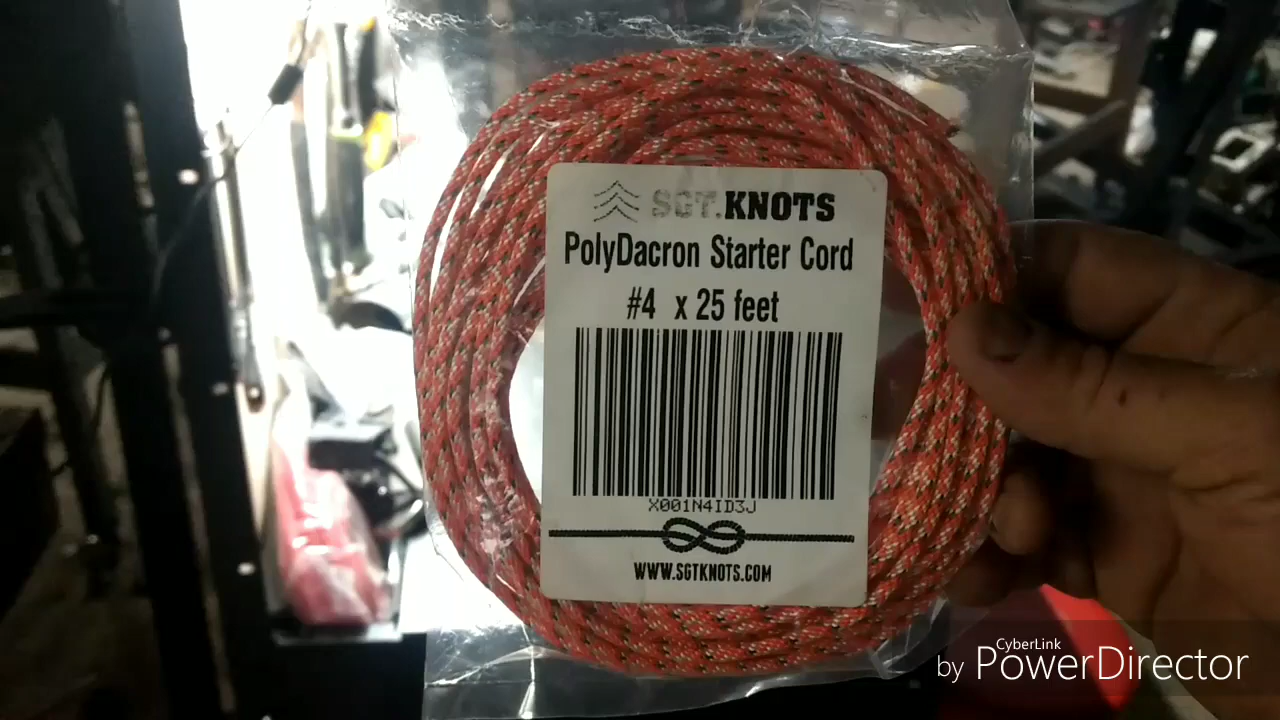 SGT.KNOTS
PolyDacron Starter Cord
#4 x 25 feet
X001N4ID3J
WWW.SGTKNOTS.COM
CyberLink
by PowerDirector